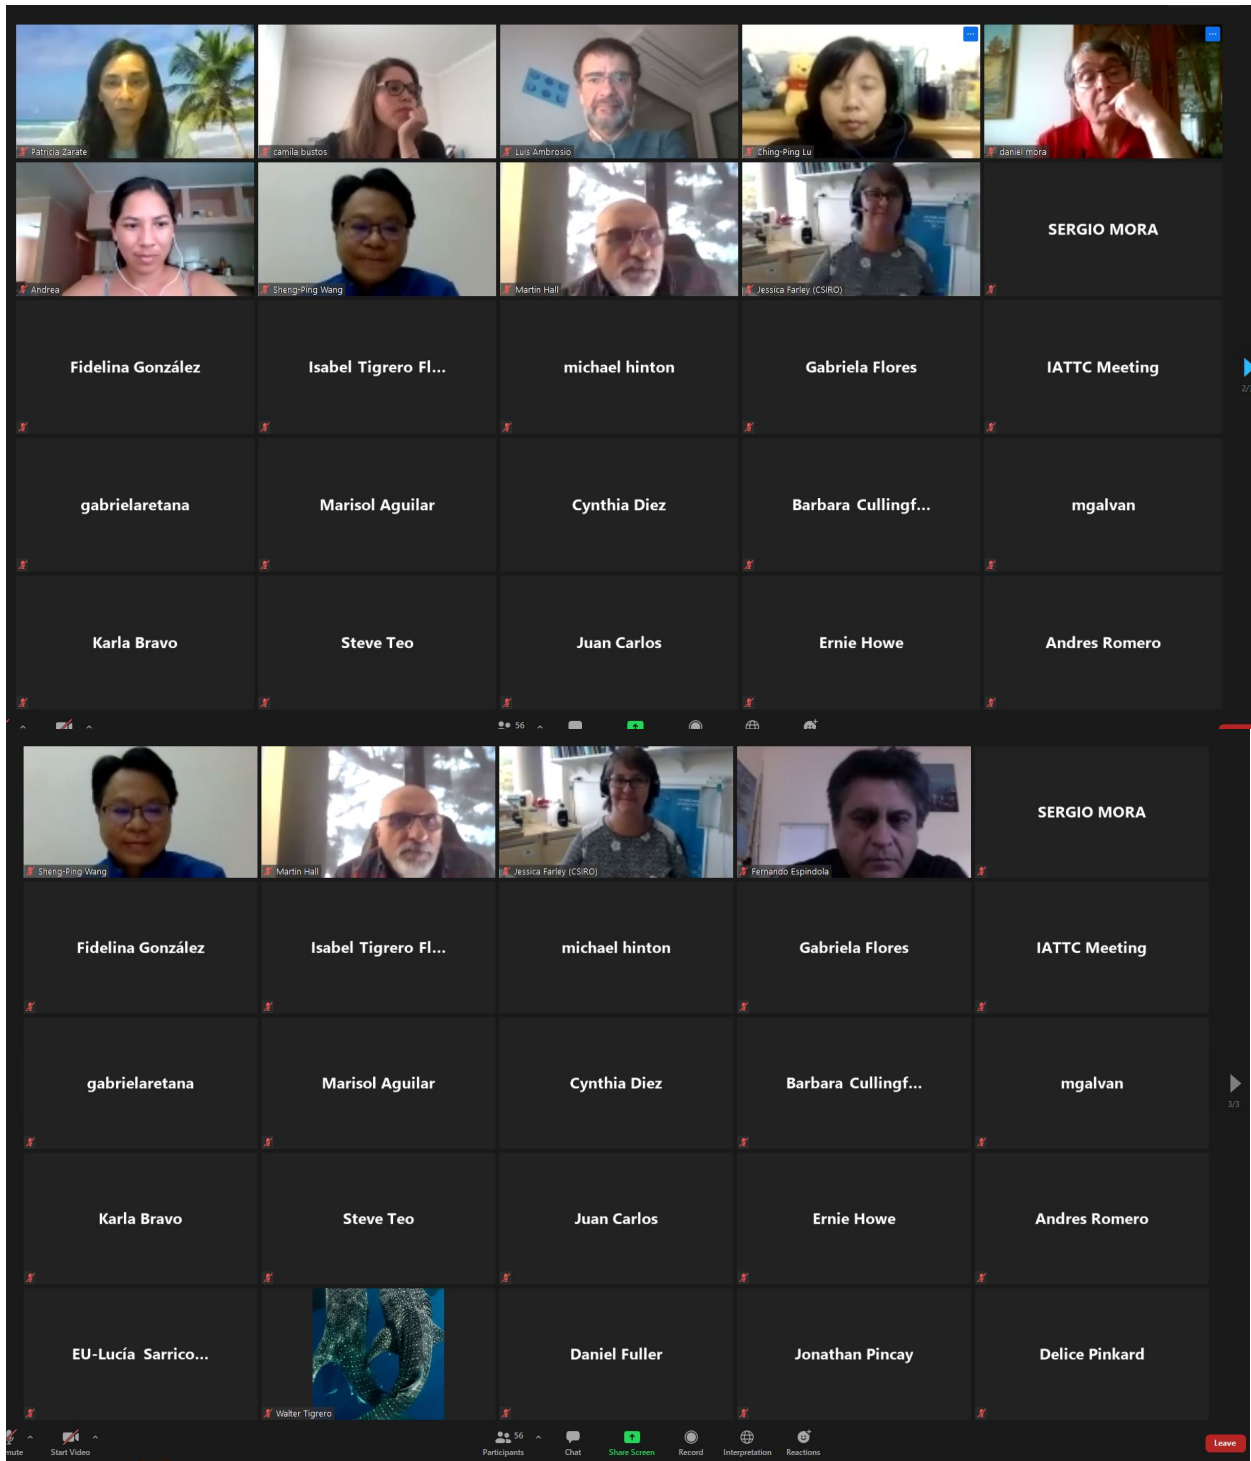 Patricia Zarate
camila bustos
Luis Ambrosio
Ching-Ping Lu
daniel mora
Andrea
Sheng-Ping Wang
Martin Hall
Jessica Farley (CSIRO)
SERGIO MORA
Fidelina González
Isabel Tigrero Fl...
michael hinton
Gabriela Flores
IATTC Meeting
gabrielaretana
Marisol Aguilar
Cynthia Diez
Barbara Cullingf...
mgalvan
Karla Bravo
Steve Teo
Juan Carlos
Ernie Howe
Andres Romero
56
Sheng-Ping Wang
Martin Hall
Jessica Farley (CSIRO)
Fernando Espindola
SERGIO MORA
Fidelina González
Isabel Tigrero Fl...
michael hinton
Gabriela Flores
IATTC Meeting
gabrielaretana
Marisol Aguilar
Cynthia Diez
Barbara Cullingf...
mgalvan
3/3
Karla Bravo
Steve Teo
Juan Carlos
Ernie Howe
Andres Romero
EU-Lucía Sarrico...
Walter Tigrero
Daniel Fuller
Jonathan Pincay
Delice Pinkard
mute
Start Video
56
Participants
Chat
Share Screen
Record
Interpretation
Reactions
Leave